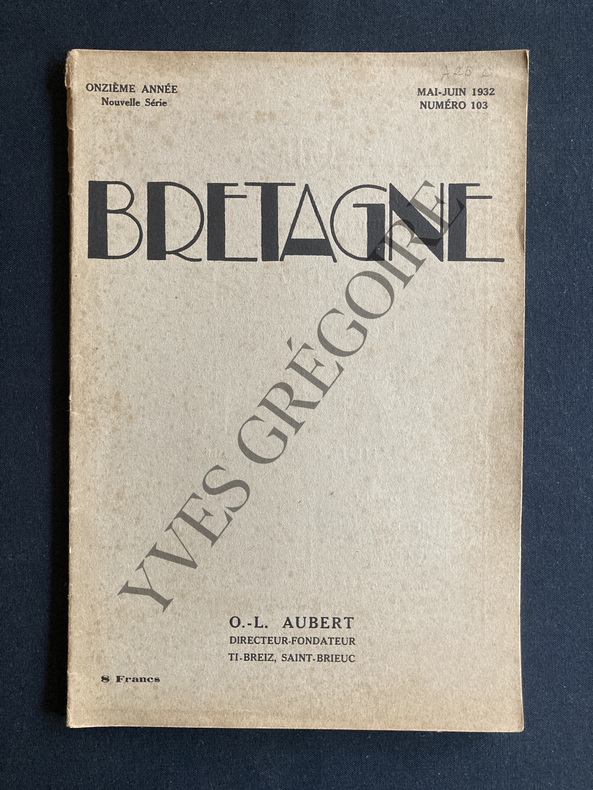 ONZIÈME ANNÉE
Nouvelle Série
MAI-JUIN 1932
NUMÉRO 103
BRETAGNE
YVES GRÉGOIRE
O.-L. AUBERT
DIRECTEUR-FONDATEUR
TI-BREIZ, SAINT-BRIEUC
8 Francs